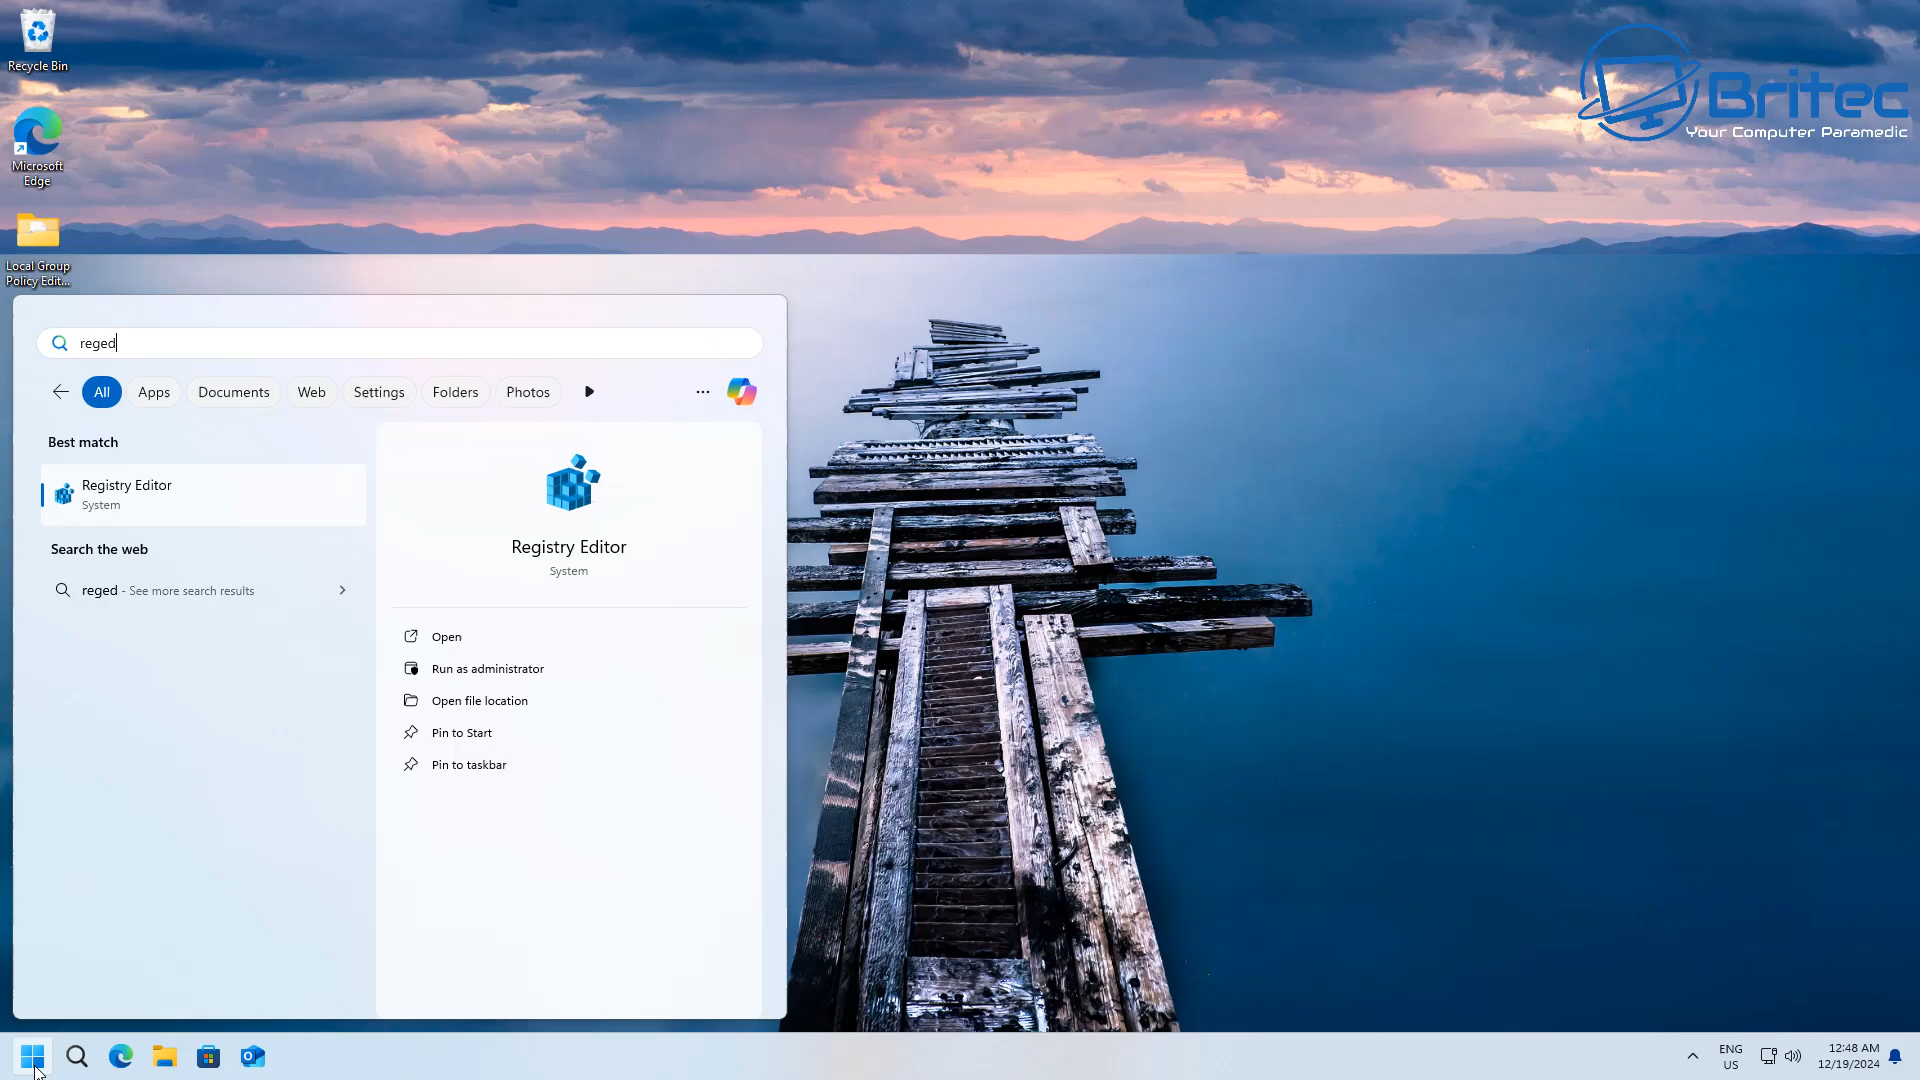 Recycle Bin
Microsoft
Edge
Local Group
Policy Edit...
Britec
Your Computer Paramedic
reged
All
Apps
Documents
Web
Settings
Folders
Photos
Best match
Registry Editor
System
Search the web
reged - See more search results
Registry Editor
System
Open
Run as administrator
Open file location
Pin to Start
Pin to taskbar
ENG
US
12:48 AM
12/19/2024